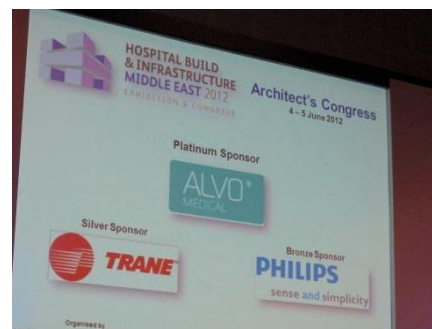 HOSPITAL BUILD
& INFRASTRUCTURE
MIDDLE EAST 2012
EXHIBITION & CONGRESS
Architect's Congress
4 – 5 June 2012
Platinum Sponsor
ALVO®
MEDICAL
Silver Sponsor
TRANE™
Bronze Sponsor
PHILIPS
sense and simplicity
Organised by